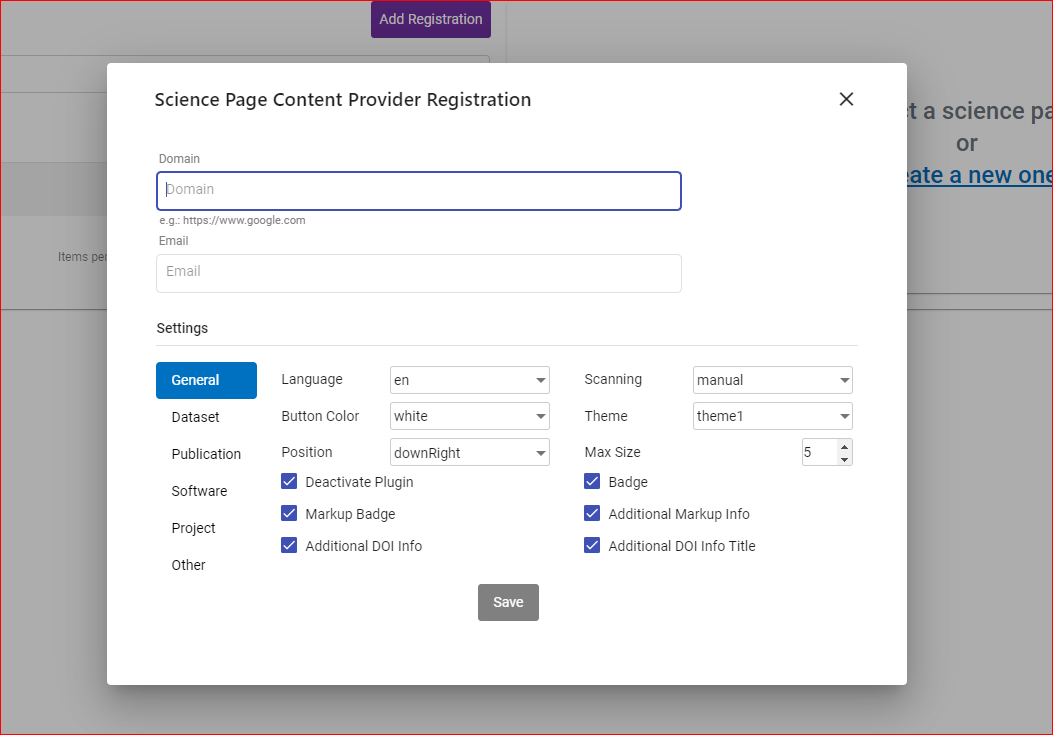 Add Registration
ct a science pa
or
eate a new one
Items per
Science Page Content Provider Registration
Domain
Domain
e.g.: https://www.google.com
Email
Email
Settings
General
Dataset
Publication
Software
Project
Other
Language
en
Scanning
manual
Button Color
white
Theme
theme1
Position
downRight
Max Size
5
Deactivate Plugin
Badge
Markup Badge
Additional Markup Info
Additional DOI Info
Additional DOI Info Title
Save